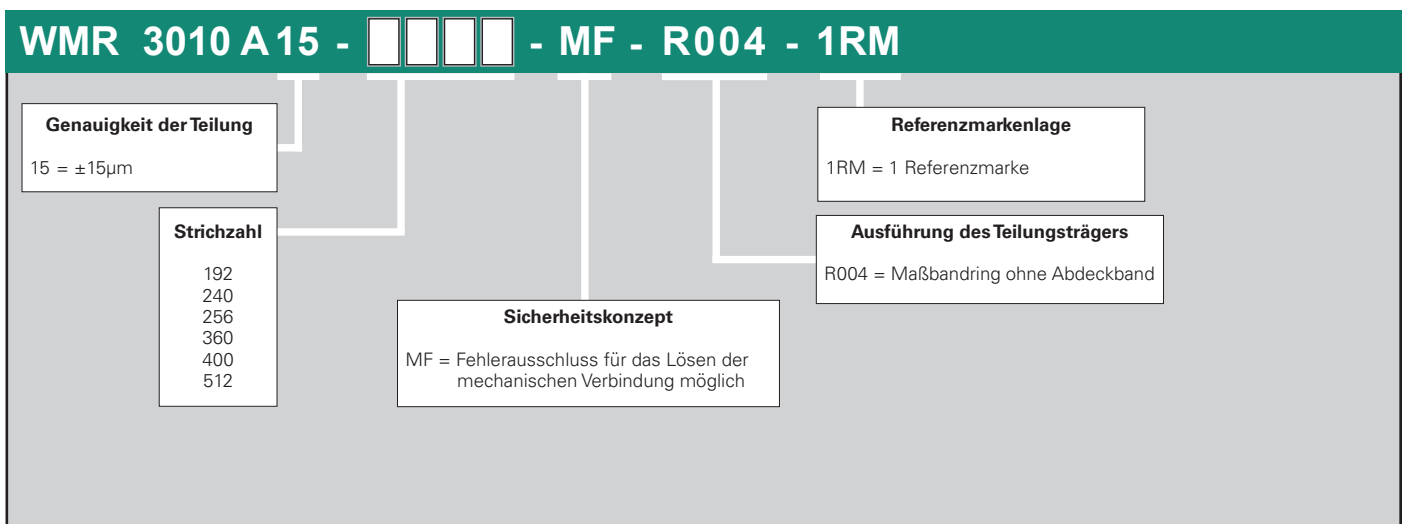 WMR 3010 A15 - - MF - R004 - 1RM
Genauigkeit der Teilung
15 = ±15µm
Referenzmarkenlage
1RM = 1 Referenzmarke
Strichzahl
192
240
256
360
400
512
Ausführung des Teilungsträgers
R004 = Maßbandring ohne Abdeckband
Sicherheitskonzept
MF = Fehlerausschluss für das Lösen der
mechanischen Verbindung möglich